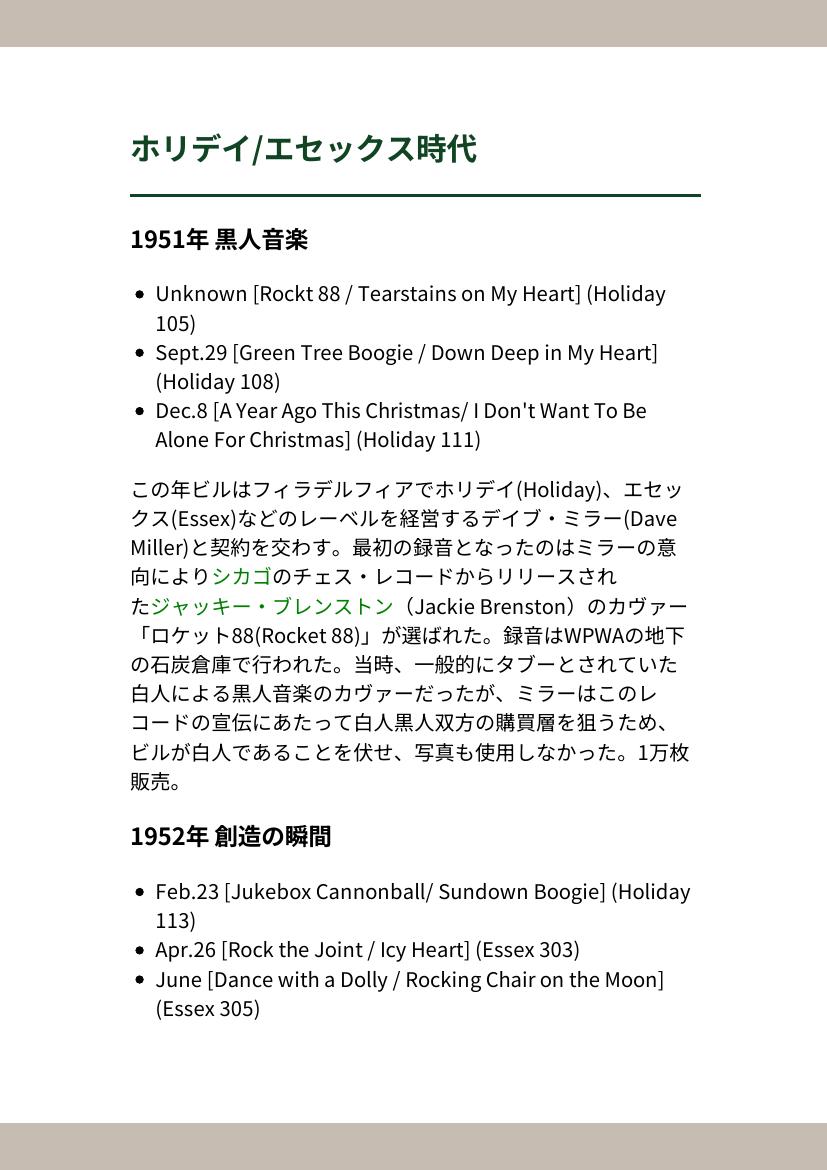 ホリデイ/エセックス時代
1951年 黒人音楽
• Unknown [Rockt 88 / Tearstains on My Heart] (Holiday
105)
• Sept.29 [Green Tree Boogie / Down Deep in My Heart]
(Holiday 108)
• Dec.8 [A Year Ago This Christmas/ I Don't Want To Be
Alone For Christmas] (Holiday 111)
この年ビルはフィラデルフィアでホリデイ(Holiday)、エセッ
クス(Essex)などのレーベルを経営するデイブ・ミラー(Dave
Miller)と契約を交わす。最初の録音となったのはミラーの意
向によりシカゴのチェス・レコードからリリースされ
たジャッキー・ブレンストン（Jackie Brenston）のカヴァー
「ロケット88(Rocket 88)」が選ばれた。録音はWPWAの地下
の石炭倉庫で行われた。当時、一般的にタブーとされていた
白人による黒人音楽のカヴァーだったが、ミラーはこのレ
コードの宣伝にあたって白人黒人双方の購買層を狙うため、
ビルが白人であることを伏せ、写真も使用しなかった。1万枚
販売。
1952年 創造の瞬間
• Feb.23 [Jukebox Cannonball/ Sundown Boogie] (Holiday
113)
• Apr.26 [Rock the Joint / Icy Heart] (Essex 303)
• June [Dance with a Dolly / Rocking Chair on the Moon]
(Essex 305)